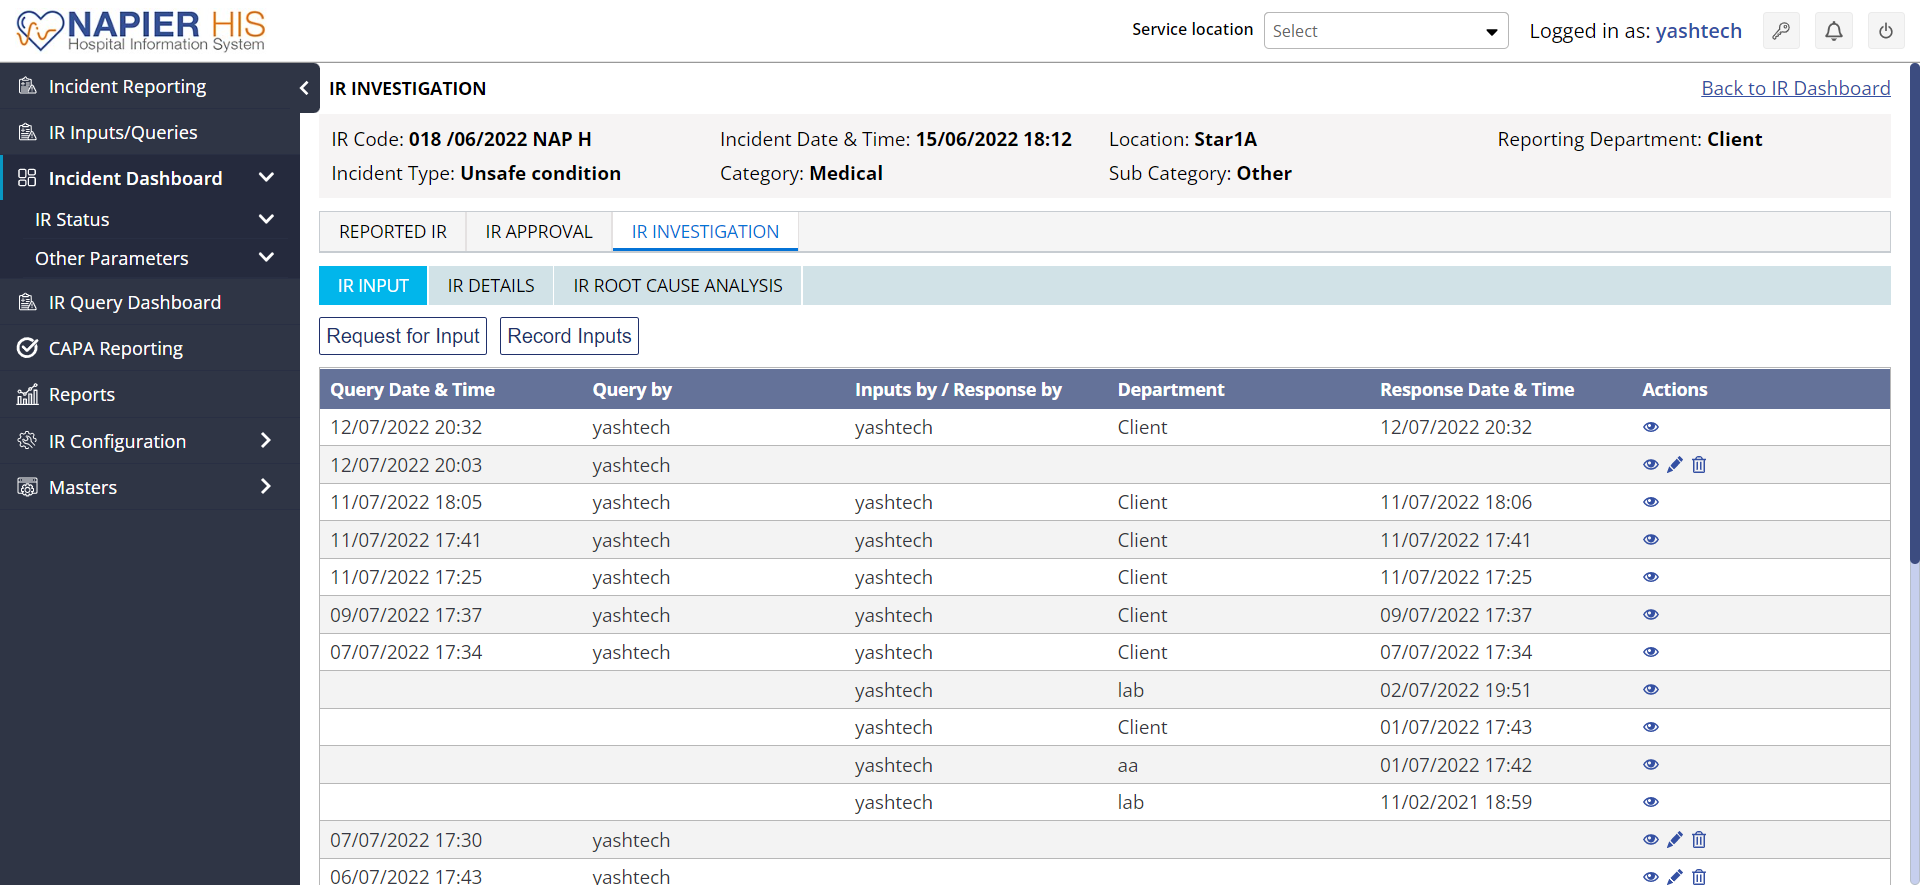 NAPIER HIS
Hospital Information System
Service location
Select
Logged in as: yashtech
Incident Reporting
IR Inputs/Queries
Incident Dashboard
IR Status
Other Parameters
IR Query Dashboard
CAPA Reporting
Reports
IR Configuration
Masters
IR INVESTIGATION
Back to IR Dashboard
IR Code: 018 /06/2022 NAP H Incident Date & Time: 15/06/2022 18:12 Location: Star1A Reporting Department: Client
Incident Type: Unsafe condition Category: Medical Sub Category: Other
REPORTED IR IR APPROVAL IR INVESTIGATION
IR INPUT IR DETAILS IR ROOT CAUSE ANALYSIS
Request for Input Record Inputs
Query Date & Time Query by Inputs by / Response by Department Response Date & Time Actions
12/07/2022 20:32 yashtech yashtech Client 12/07/2022 20:32
12/07/2022 20:03 yashtech
11/07/2022 18:05 yashtech yashtech Client 11/07/2022 18:06
11/07/2022 17:41 yashtech yashtech Client 11/07/2022 17:41
11/07/2022 17:25 yashtech yashtech Client 11/07/2022 17:25
09/07/2022 17:37 yashtech yashtech Client 09/07/2022 17:37
07/07/2022 17:34 yashtech yashtech Client 07/07/2022 17:34
yashtech lab 02/07/2022 19:51
yashtech Client 01/07/2022 17:43
yashtech aa 01/07/2022 17:42
yashtech lab 11/02/2021 18:59
07/07/2022 17:30 yashtech
06/07/2022 17:43 yashtech